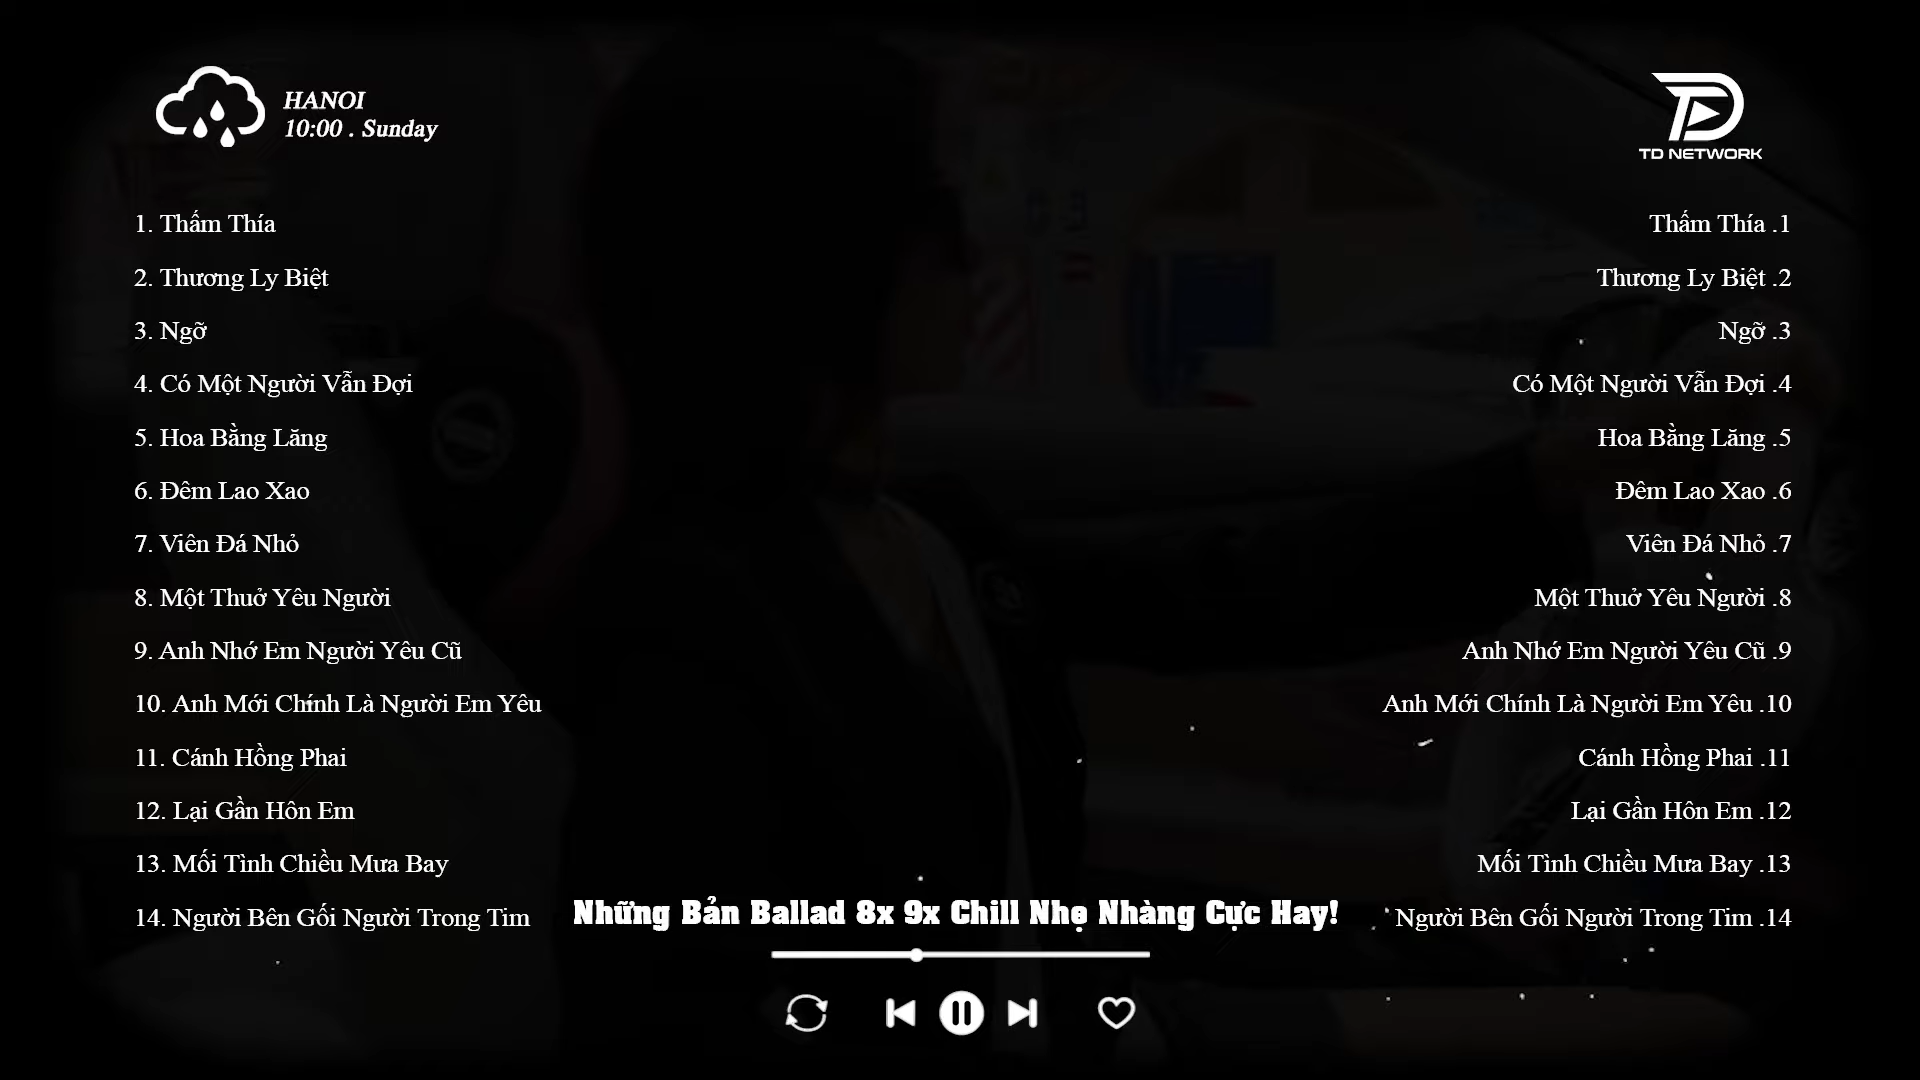 HANOI
10:00 . Sunday
TD NETWORK
1. Thấm Thía
2. Thương Ly Biệt
3. Ngỡ
4. Có Một Người Vẫn Đợi
5. Hoa Bằng Lăng
6. Đêm Lao Xao
7. Viên Đá Nhỏ
8. Một Thuở Yêu Người
9. Anh Nhớ Em Người Yêu Cũ
10. Anh Mới Chính Là Người Em Yêu
11. Cánh Hồng Phai
12. Lại Gần Hôn Em
13. Mối Tình Chiều Mưa Bay
14. Người Bên Gối Người Trong Tim
Thấm Thía .1
Thương Ly Biệt .2
Ngỡ .3
Có Một Người Vẫn Đợi .4
Hoa Bằng Lăng .5
Đêm Lao Xao .6
Viên Đá Nhỏ .7
Một Thuở Yêu Người .8
Anh Nhớ Em Người Yêu Cũ .9
Anh Mới Chính Là Người Em Yêu .10
Cánh Hồng Phai .11
Lại Gần Hôn Em .12
Mối Tình Chiều Mưa Bay .13
Người Bên Gối Người Trong Tim .14
Những Bản Ballad 8x 9x Chill Nhẹ Nhàng Cực Hay!